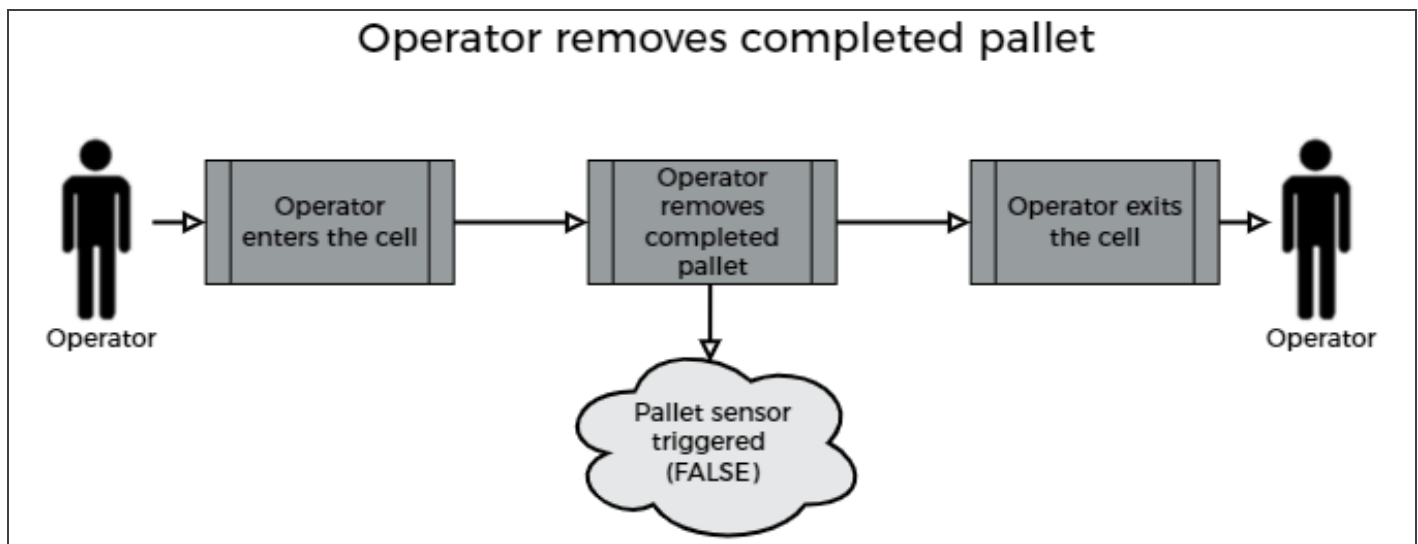 Operator removes completed pallet
Operator
enters the cell
Operator
removes
completed
pallet
Operator exits
the cell
Operator
Operator
Pallet sensor
triggered
(FALSE)